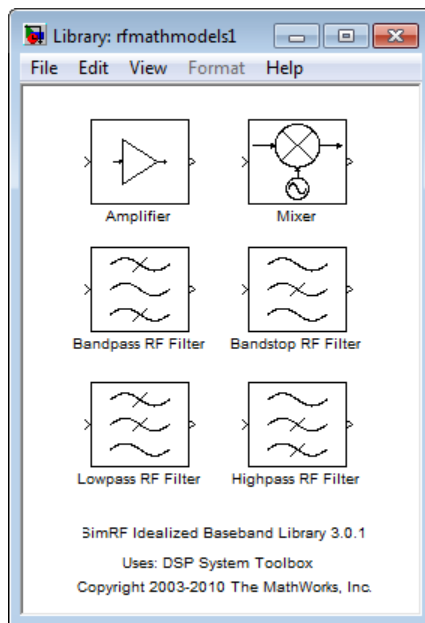 Library: rfmathmodels1
File Edit View Format Help
Amplifier Mixer
Bandpass RF Filter Bandstop RF Filter
Lowpass RF Filter Highpass RF Filter
SimRF Idealized Baseband Library 3.0.1
Uses: DSP System Toolbox
Copyright 2003-2010 The MathWorks, Inc.